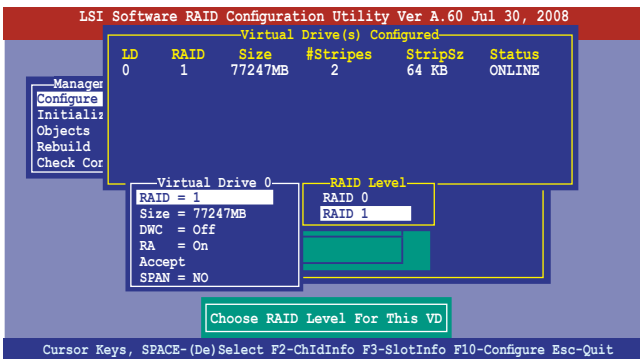 LSI Software RAID Configuration Utility Ver A.60 Jul 30, 2008
Virtual Drive(s) Configured
LD RAID Size #Stripes StripSz Status
0 1 77247MB 2 64 KB ONLINE
Manager
Configure
Initializ
Objects
Rebuild
Check Con
Virtual Drive 0
RAID = 1
Size = 77247MB
DWC = Off
RA = On
Accept
SPAN = NO
RAID Level
RAID 0
RAID 1
Choose RAID Level For This VD
Cursor Keys, SPACE-(De)Select F2-ChIdInfo F3-SlotInfo F10-Configure Esc-Quit